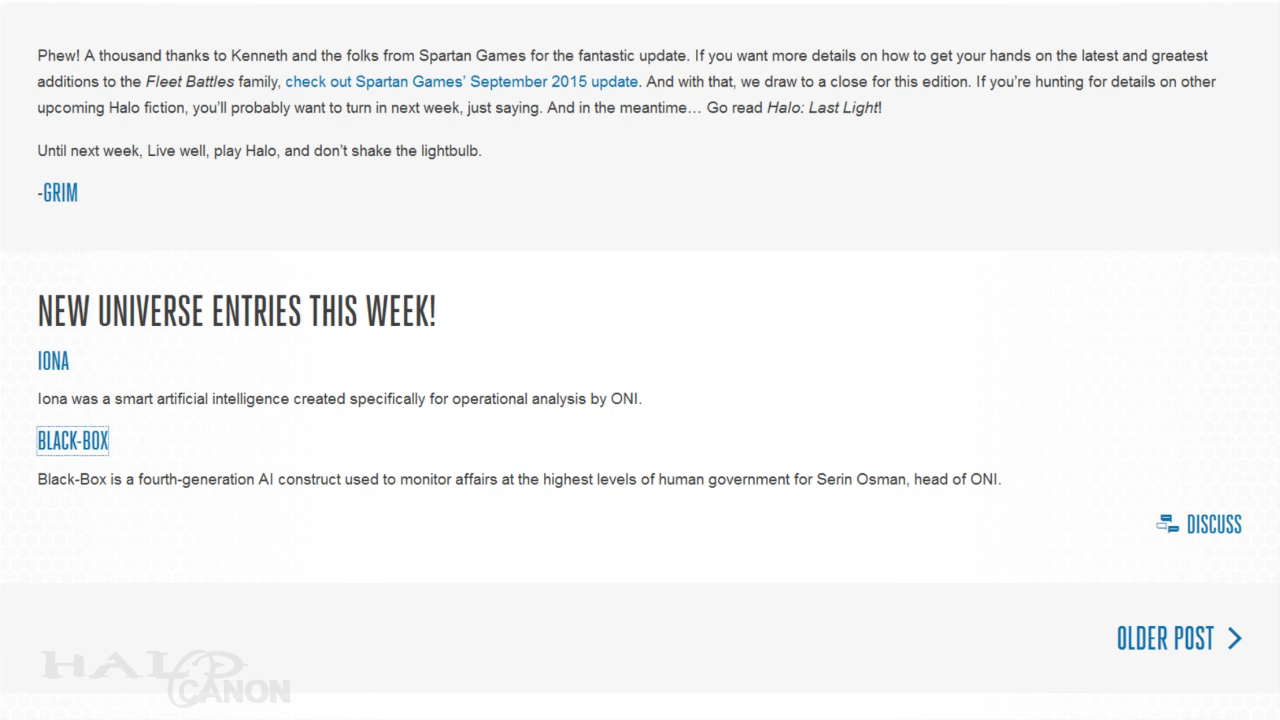 Phew! A thousand thanks to Kenneth and the folks from Spartan Games for the fantastic update. If you want more details on how to get your hands on the latest and greatest
additions to the Fleet Battles family, check out Spartan Games’ September 2015 update. And with that, we draw to a close for this edition. If you’re hunting for details on other
upcoming Halo fiction, you’ll probably want to turn in next week, just saying. And in the meantime… Go read Halo: Last Light!
Until next week, Live well, play Halo, and don’t shake the lightbulb.
-GRIM
NEW UNIVERSE ENTRIES THIS WEEK!
IONA
Iona was a smart artificial intelligence created specifically for operational analysis by ONI.
BLACK-BOX
Black-Box is a fourth-generation AI construct used to monitor affairs at the highest levels of human government for Serin Osman, head of ONI.
DISCUSS
OLDER POST
HALO
CANON